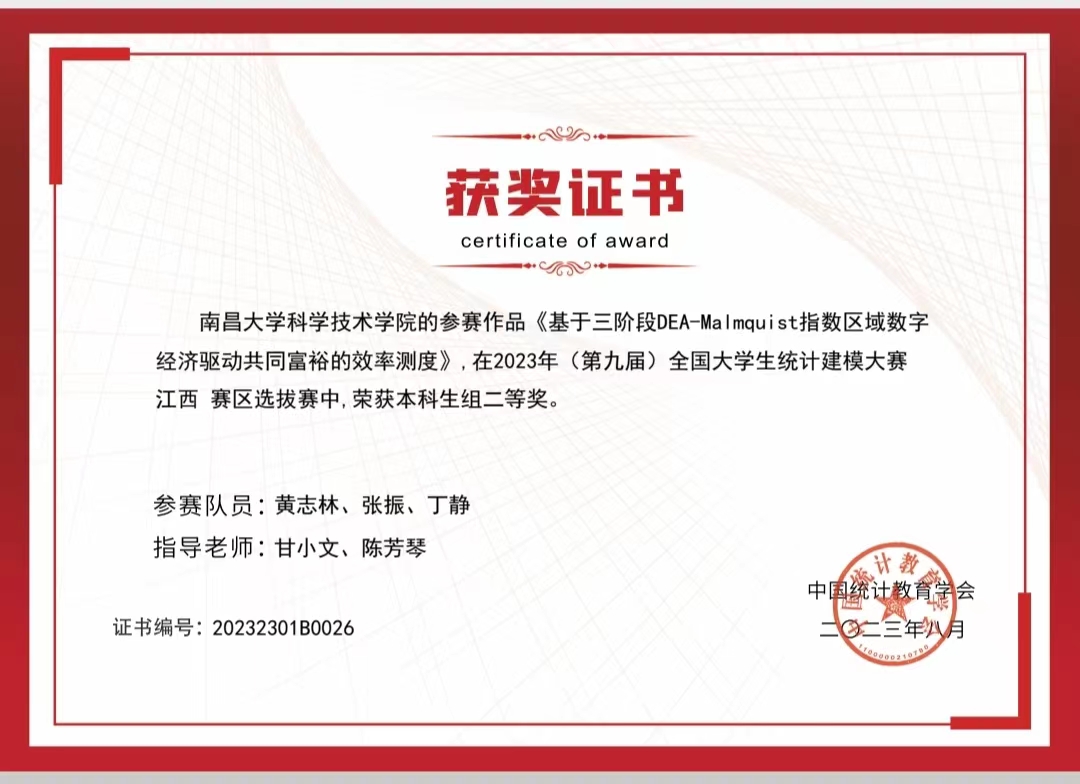 获奖证书
certificate of award
南昌大学科学技术学院的参赛作品《基于三阶段DEA-Malmquist指数区域数字
经济驱动共同富裕的效率测度》,在2023年（第九届）全国大学生统计建模大赛
江西 赛区选拔赛中,荣获本科生组二等奖。
参赛队员：黄志林、张振、丁静
指导老师：甘小文、陈芳琴
中国统计教育学会
二〇二三年八月
中国统计教育学会
1100000210780
证书编号：20232301B0026